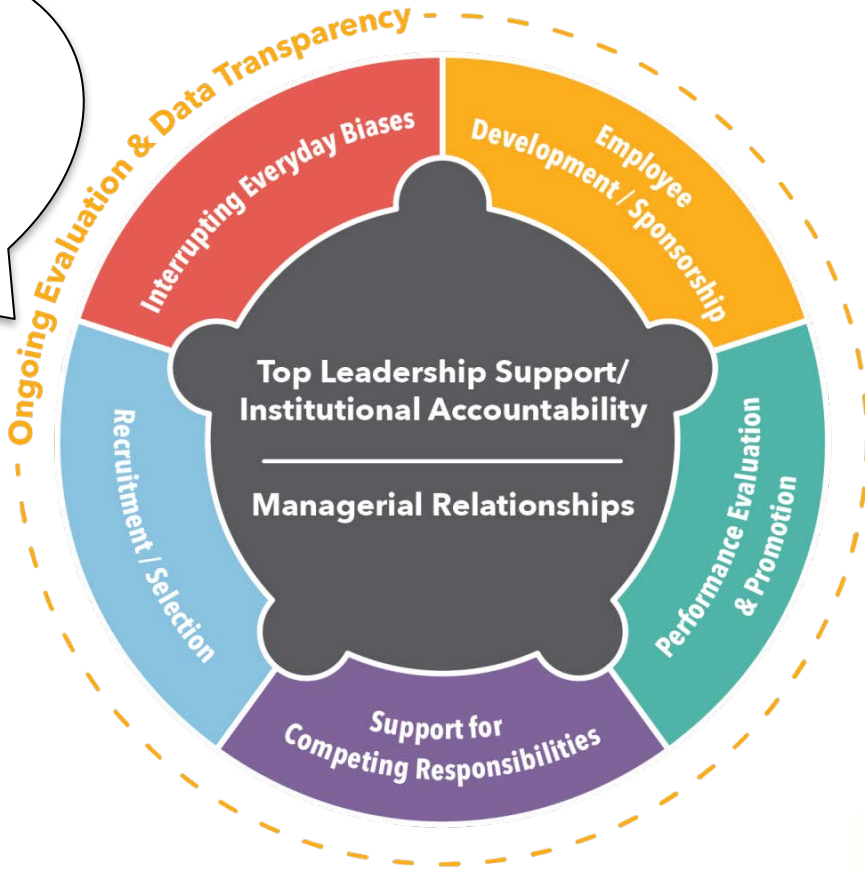 Ongoing Evaluation & Data Transparency
Interrupting Everyday Biases
Employee
Development / Sponsorship
Top Leadership Support/
Institutional Accountability
Managerial Relationships
Recruitment / Selection
Performance Evaluation
& Promotion
Support for
Competing Responsibilities